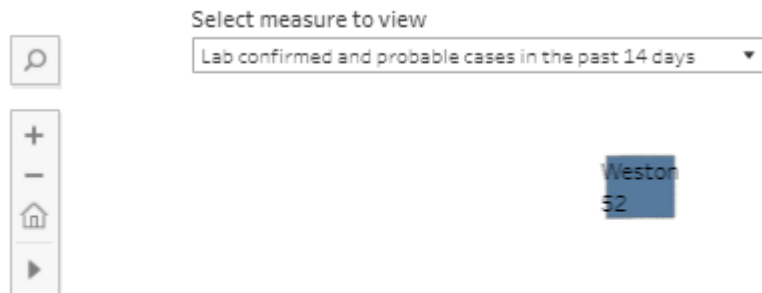 Select measure to view
Lab confirmed and probable cases in the past 14 days
Weston
52